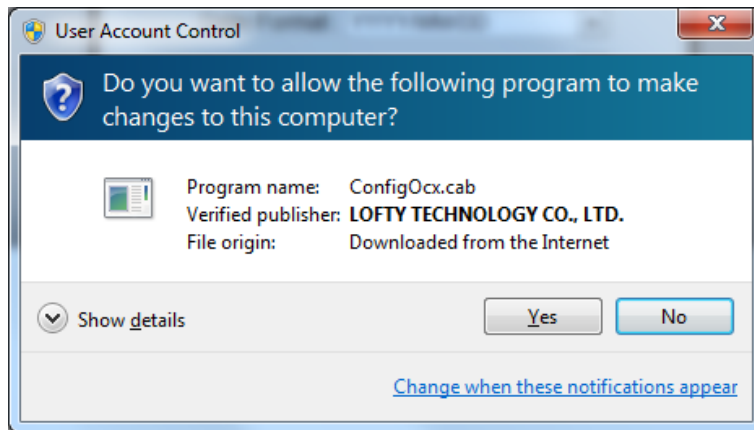 User Account Control
Do you want to allow the following program to make
changes to this computer?
Program name: ConfigOcx.cab
Verified publisher: LOFTY TECHNOLOGY CO., LTD.
File origin: Downloaded from the Internet
Show details
Yes
No
Change when these notifications appear